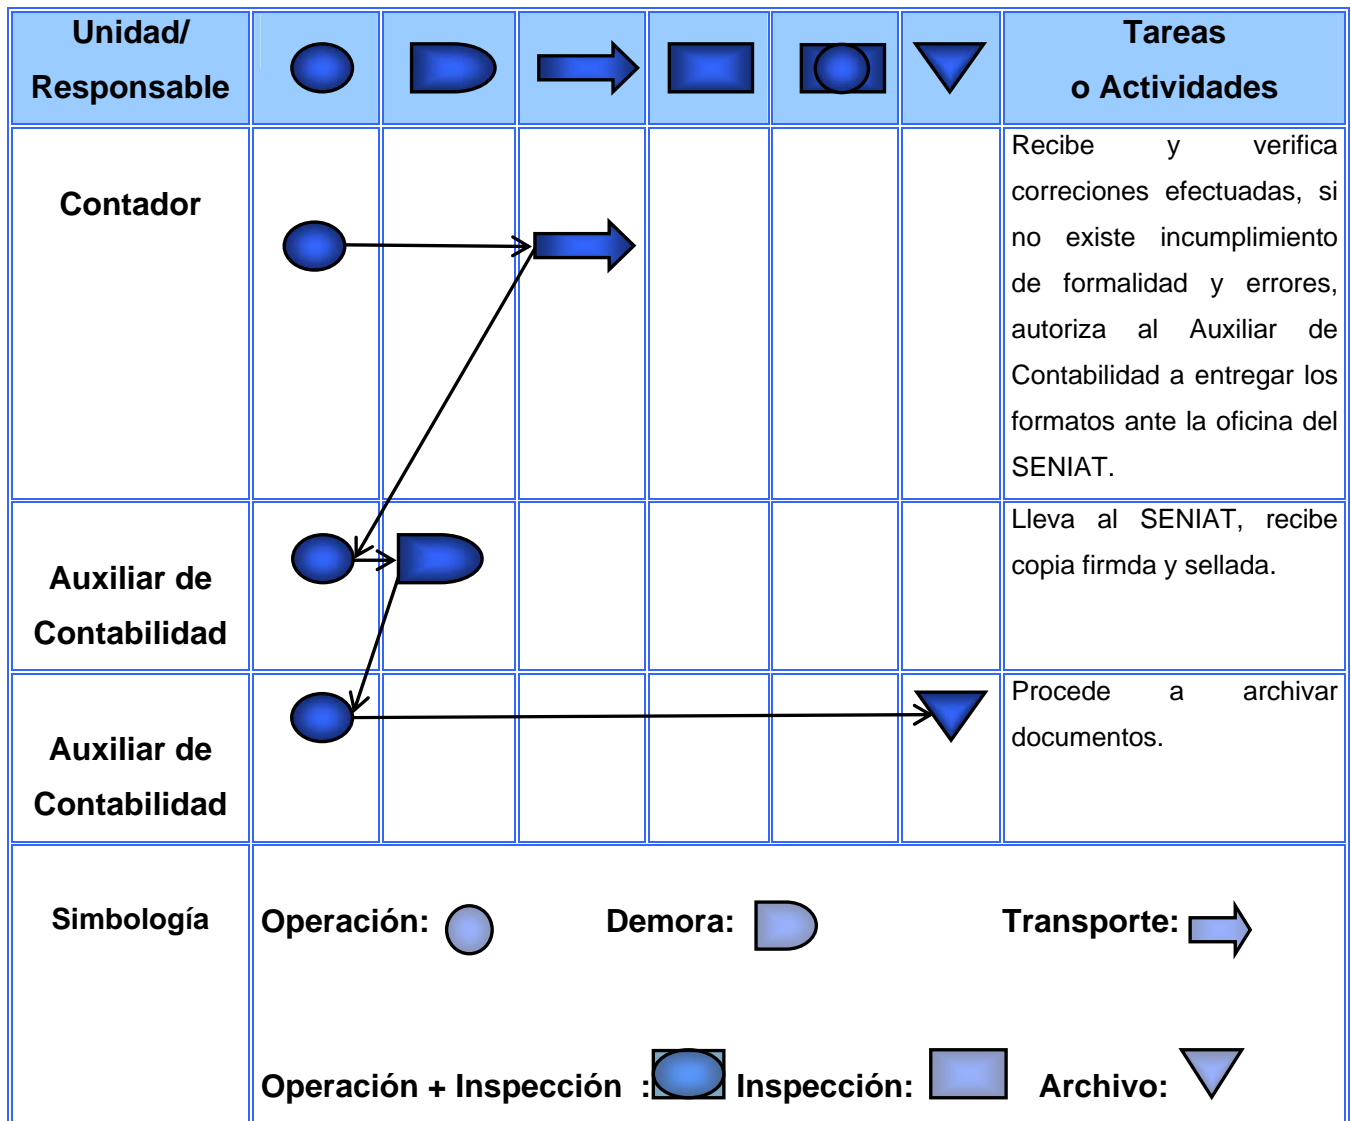 Unidad/
Responsable
Tareas
o Actividades
Contador
Recibe y verifica
correciones efectuadas, si
no existe incumplimiento
de formalidad y errores,
autoriza al Auxiliar de
Contabilidad a entregar los
formatos ante la oficina del
SENIAT.
Auxiliar de
Contabilidad
Lleva al SENIAT, recibe
copia firmda y sellada.
Auxiliar de
Contabilidad
Procede a archivar
documentos.
Simbología
Operación: Demora: Transporte:
Operación + Inspección : Inspección: Archivo: